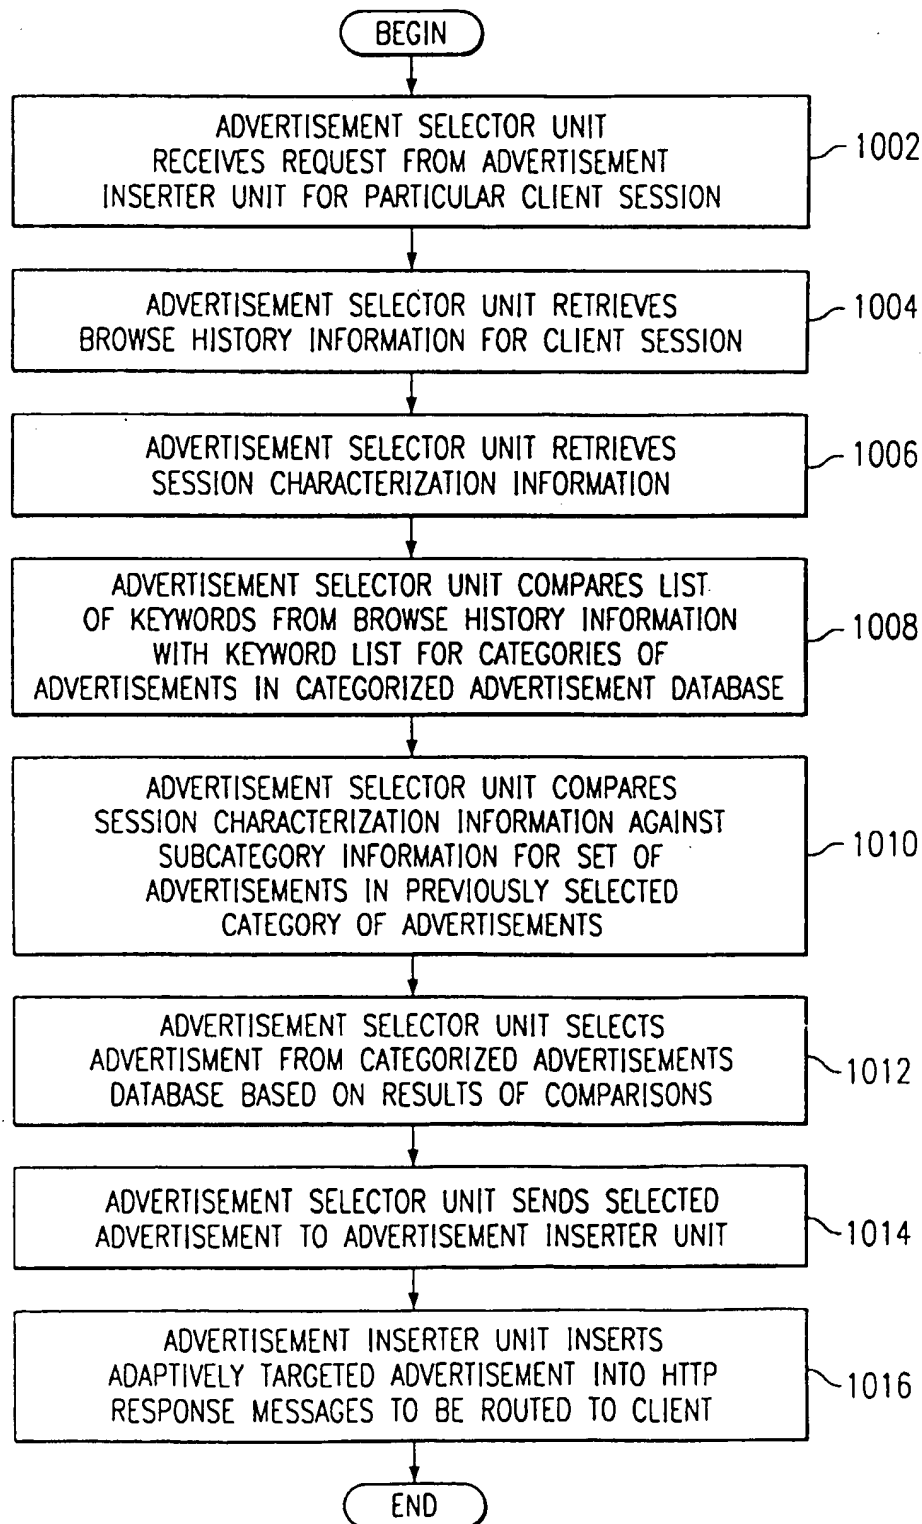 BEGIN
ADVERTISEMENT SELECTOR UNIT
RECEIVES REQUEST FROM ADVERTISEMENT
INSERTER UNIT FOR PARTICULAR CLIENT SESSION
1002
ADVERTISEMENT SELECTOR UNIT RETRIEVES
BROWSE HISTORY INFORMATION FOR CLIENT SESSION
1004
ADVERTISEMENT SELECTOR UNIT RETRIEVES
SESSION CHARACTERIZATION INFORMATION
1006
ADVERTISEMENT SELECTOR UNIT COMPARES LIST
OF KEYWORDS FROM BROWSE HISTORY INFORMATION
WITH KEYWORD LIST FOR CATEGORIES OF
ADVERTISEMENTS IN CATEGORIZED ADVERTISEMENT DATABASE
1008
ADVERTISEMENT SELECTOR UNIT COMPARES
SESSION CHARACTERIZATION INFORMATION AGAINST
SUBCATEGORY INFORMATION FOR SET OF
ADVERTISEMENTS IN PREVIOUSLY SELECTED
CATEGORY OF ADVERTISEMENTS
1010
ADVERTISEMENT SELECTOR UNIT SELECTS
ADVERTISMENT FROM CATEGORIZED ADVERTISEMENTS
DATABASE BASED ON RESULTS OF COMPARISONS
1012
ADVERTISEMENT SELECTOR UNIT SENDS SELECTED
ADVERTISEMENT TO ADVERTISEMENT INSERTER UNIT
1014
ADVERTISEMENT INSERTER UNIT INSERTS
ADAPTIVELY TARGETED ADVERTISEMENT INTO HTTP
RESPONSE MESSAGES TO BE ROUTED TO CLIENT
1016
END